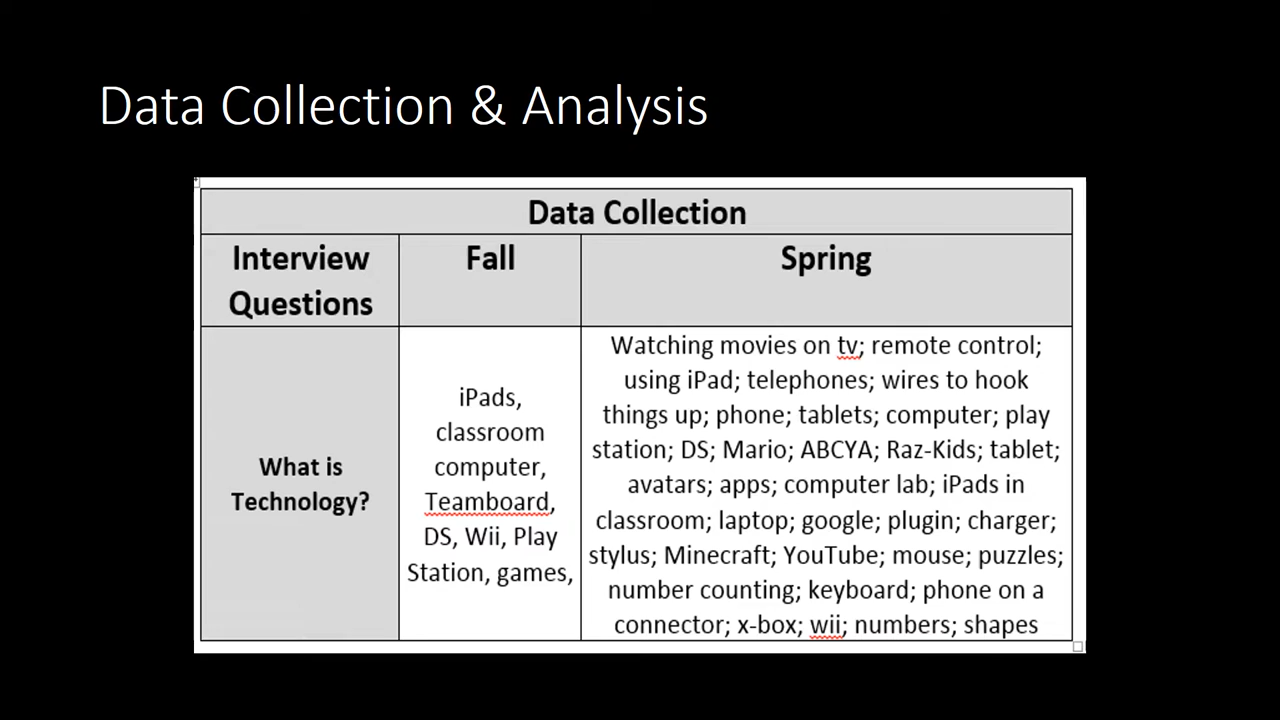 Data Collection & Analysis
Data Collection
Interview
Questions
Fall
Spring
What is
Technology?
iPads,
classroom
computer,
Teamboard,
DS, Wii, Play
Station, games,
Watching movies on tv; remote control;
using iPad; telephones; wires to hook
things up; phone; tablets; computer; play
station; DS; Mario; ABCYA; Raz-Kids; tablet;
avatars; apps; computer lab; iPads in
classroom; laptop; google; plugin; charger;
stylus; Minecraft; YouTube; mouse; puzzles;
number counting; keyboard; phone on a
connector; x-box; wii; numbers; shapes